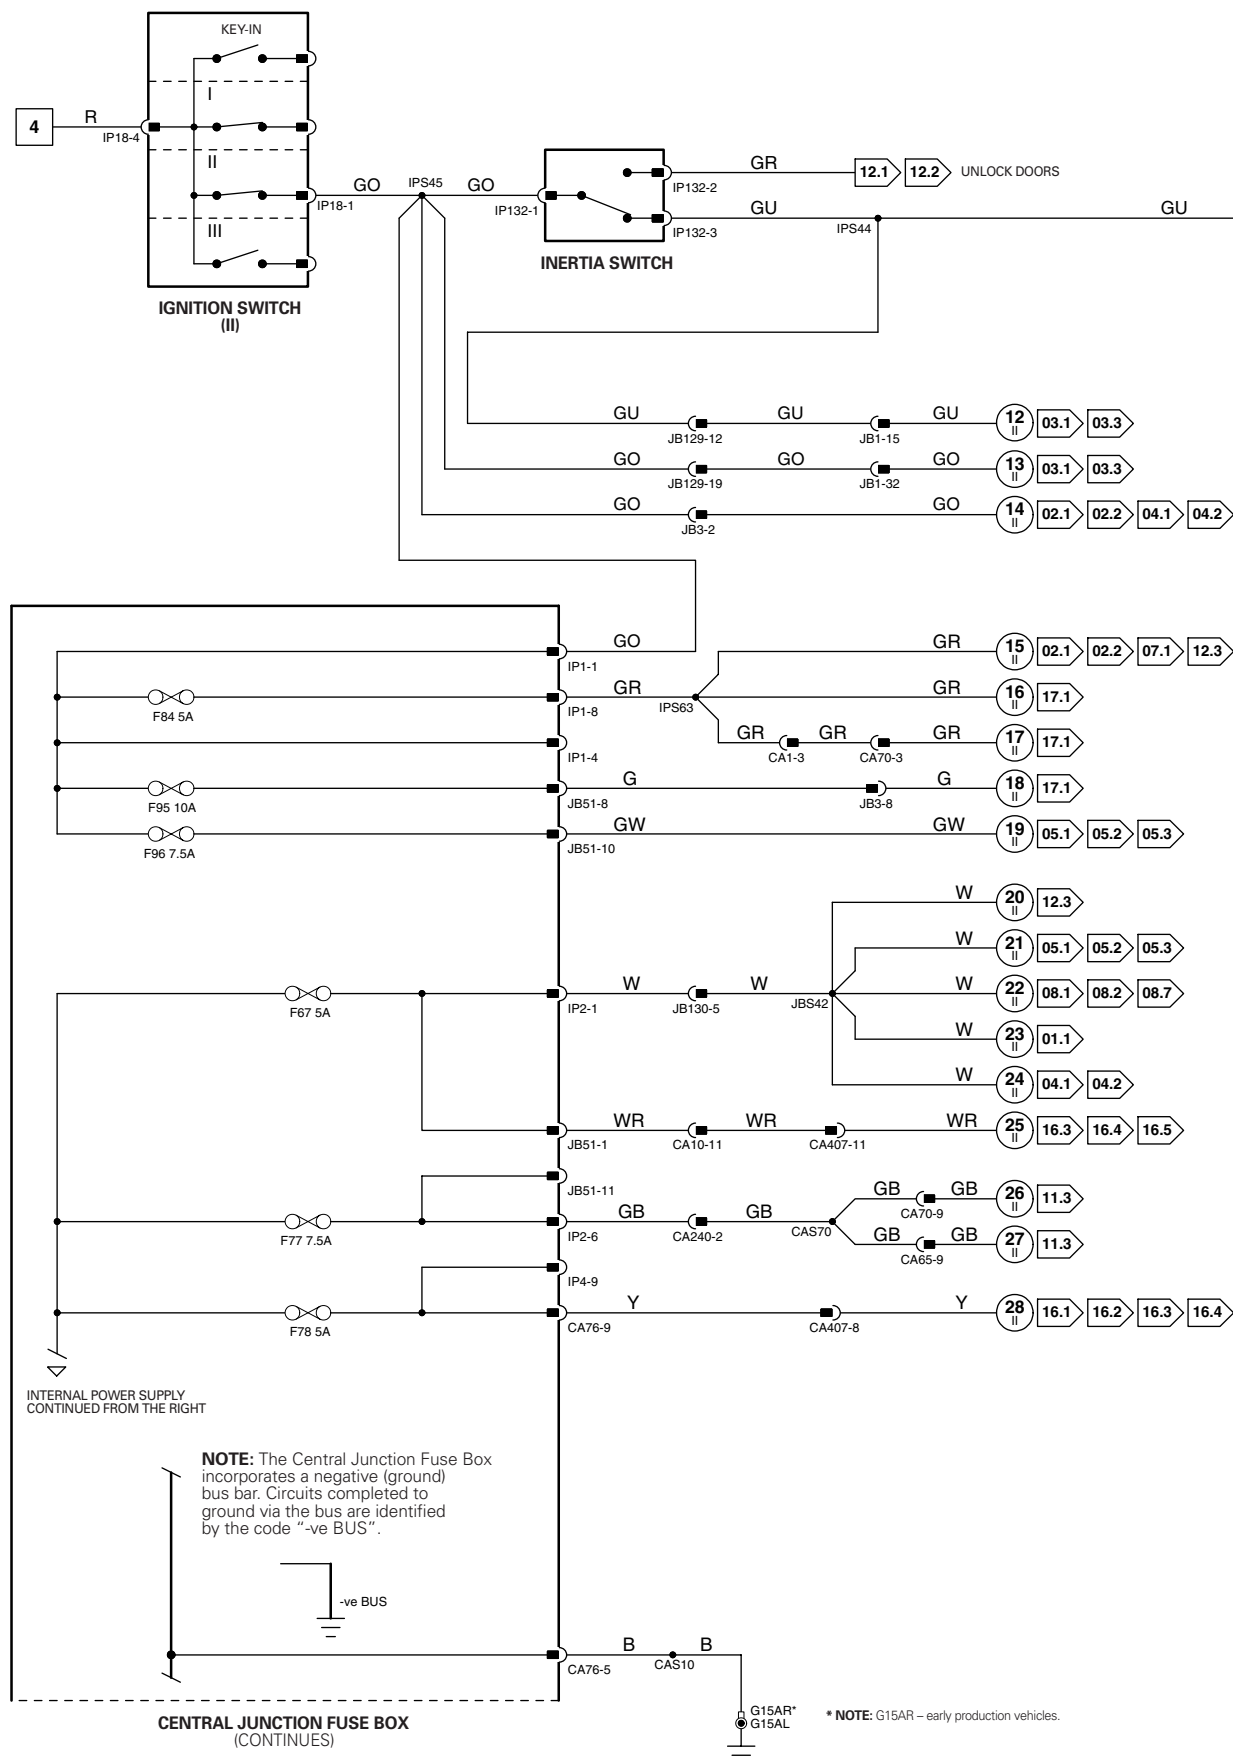 KEY-IN
I
4 R
IP18-4
II
GR 12.1 12.2 UNLOCK DOORS
IP132-2
GO IPS45 GO
IP18-1 IP132-1
III
GU GU
IP132-3 IPS44
INERTIA SWITCH
IGNITION SWITCH
(II)
GU GU GU 12 II 03.1 03.3
JB129-12 JB1-15
GO GO GO 13 II 03.1 03.3
JB129-19 JB1-32
GO GO 14 II 02.1 02.2 04.1 04.2
JB3-2
GO GR 15 II 02.1 02.2 07.1 12.3
IP1-1
GR GR 16 II 17.1
F84 5A IP1-8 IPS63
GR GR GR 17 II 17.1
IP1-4 CA1-3 CA70-3
G G 18 II 17.1
F95 10A JB51-8 JB3-8
GW GW 19 II 05.1 05.2 05.3
F96 7.5A JB51-10
W 20 II 12.3
W 21 II 05.1 05.2 05.3
W W W 22 II 08.1 08.2 08.7
F67 5A IP2-1 JB130-5 JBS42
W 23 II 01.1
W 24 II 04.1 04.2
WR WR WR 25 II 16.3 16.4 16.5
JB51-1 CA10-11 CA407-11
JB51-11
GB GB 26 II 11.3
CA70-9
GB GB
F77 7.5A IP2-6 CA240-2 CAS70
GB GB 27 II 11.3
CA65-9
IP4-9
Y Y 28 II 16.1 16.2 16.3 16.4
F78 5A CA76-9 CA407-8
INTERNAL POWER SUPPLY
CONTINUED FROM THE RIGHT
NOTE: The Central Junction Fuse Box
incorporates a negative (ground)
bus bar. Circuits completed to
ground via the bus are identified
by the code “-ve BUS”.
-ve BUS
B B
CA76-5 CAS10
G15AR*
G15AL
* NOTE: G15AR – early production vehicles.
CENTRAL JUNCTION FUSE BOX
(CONTINUES)